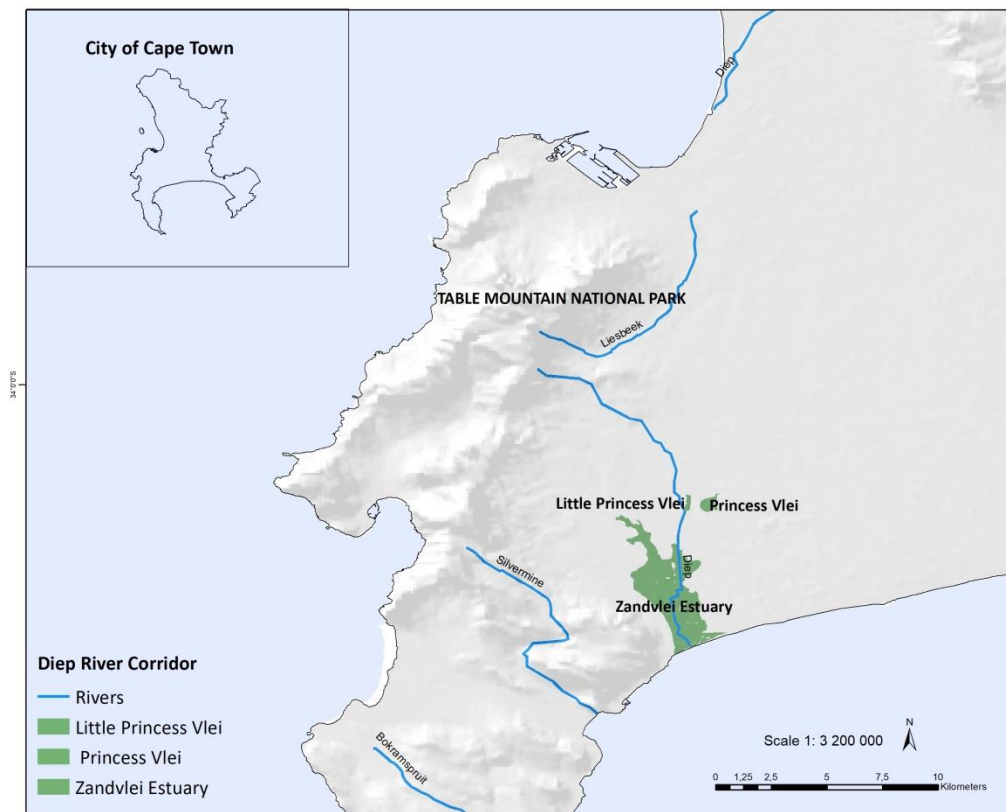 City of Cape Town
Diep
TABLE MOUNTAIN NATIONAL PARK
Liesbeek
34°0'0"S
Little Princess Vlei
Princess Vlei
Silvermine
Diep
Zandvlei Estuary
Diep River Corridor
Rivers
Little Princess Vlei
Princess Vlei
Zandvlei Estuary
Bokramspruit
N
Scale 1: 3 200 000
0 1,25 2,5 5 7,5 10
Kilometers